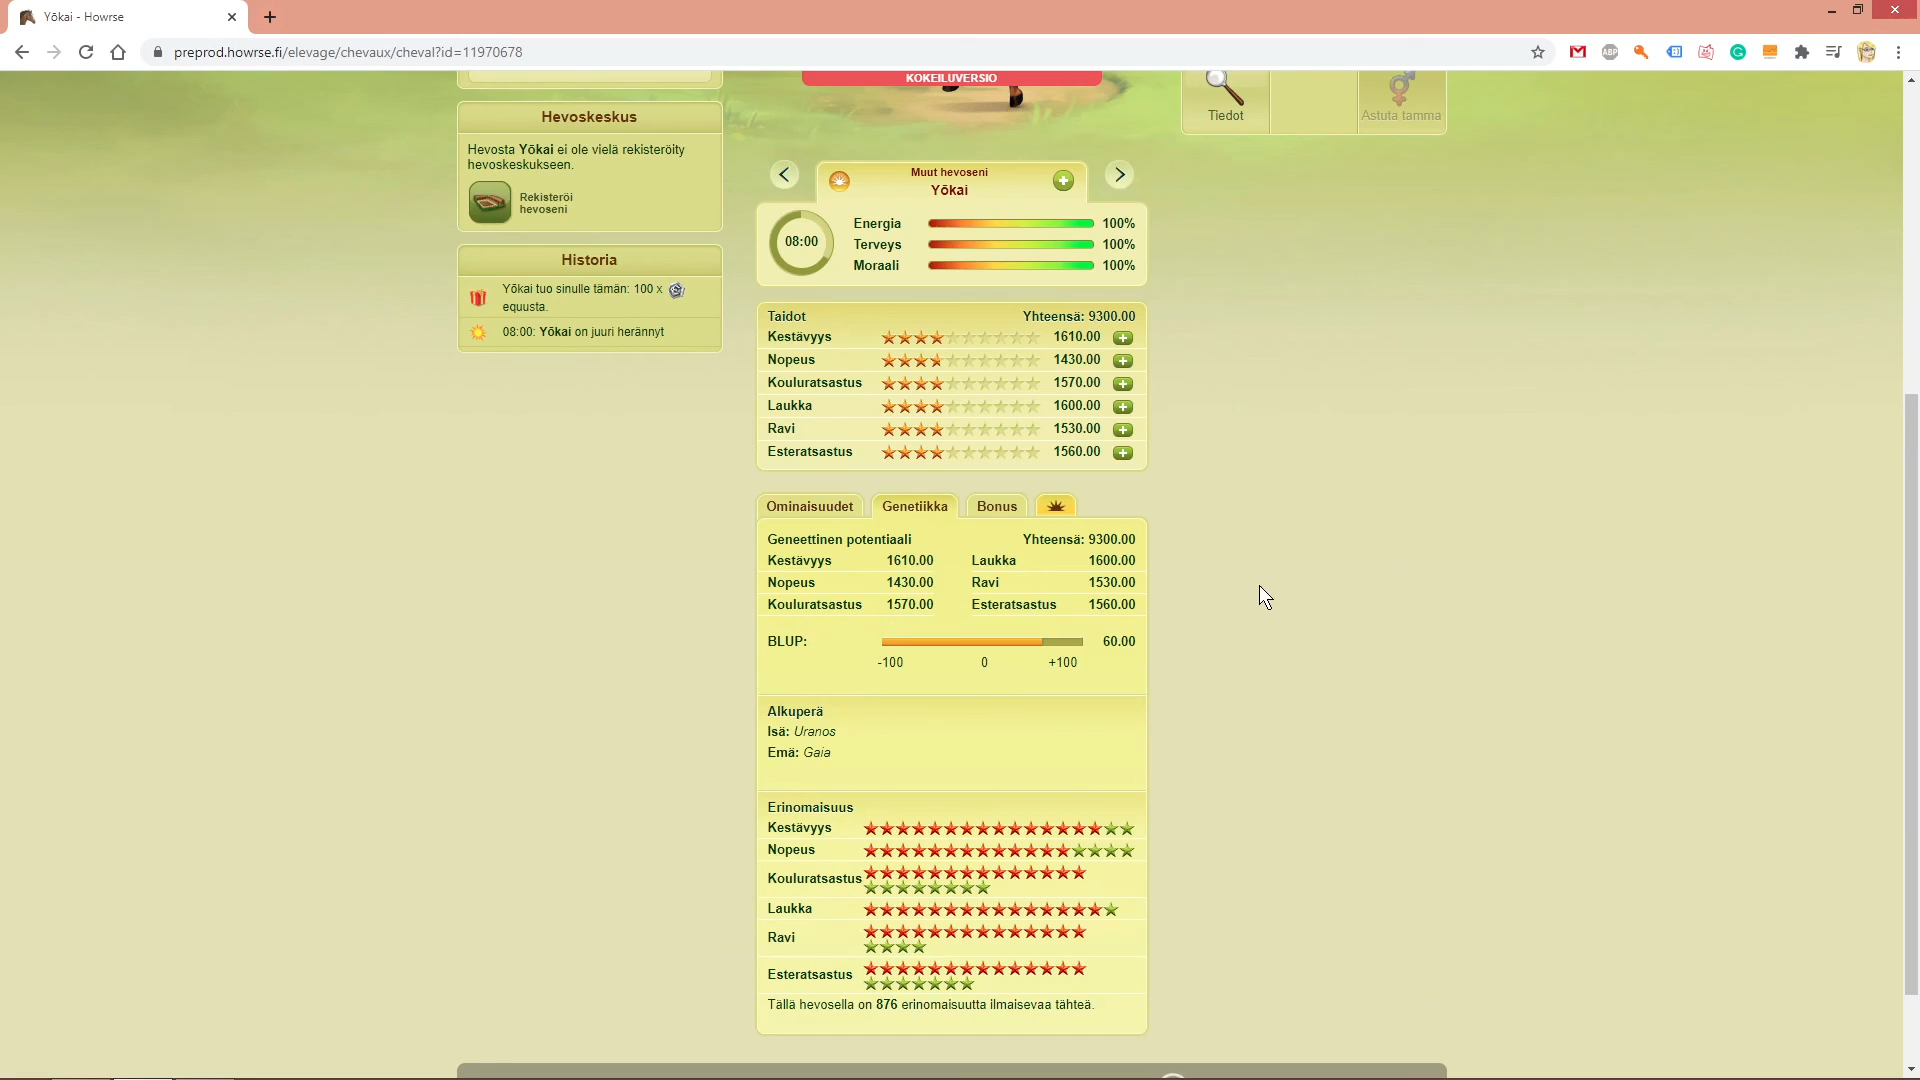 Yōkai - Howrse
preprod.howrse.fi/elevage/chevaux/cheval?id=11970678
ABP
KOKEILUVERSIO
Tiedot
Astuta tamma
Hevoskeskus
Hevosta Yōkai ei ole vielä rekisteröity
hevoskeskukseen.
Rekisteröi
hevoseni
Historia
Yōkai tuo sinulle tämän: 100 x
equusta.
08:00: Yōkai on juuri herännyt
Muut hevoseni
Yōkai
08:00
Energia 100%
Terveys 100%
Moraali 100%
Taidot Yhteensä: 9300.00
Kestävyys 1610.00
Nopeus 1430.00
Kouluratsastus 1570.00
Laukka 1600.00
Ravi 1530.00
Esteratsastus 1560.00
Ominaisuudet Genetiikka Bonus
Geneettinen potentiaali Yhteensä: 9300.00
Kestävyys 1610.00 Laukka 1600.00
Nopeus 1430.00 Ravi 1530.00
Kouluratsastus 1570.00 Esteratsastus 1560.00
BLUP: 60.00
-100 0 +100
Alkuperä
Isä: Uranos
Emä: Gaia
Erinomaisuus
Kestävyys
Nopeus
Kouluratsastus
Laukka
Ravi
Esteratsastus
Tällä hevosella on 876 erinomaisuutta ilmaisevaa tähteä.